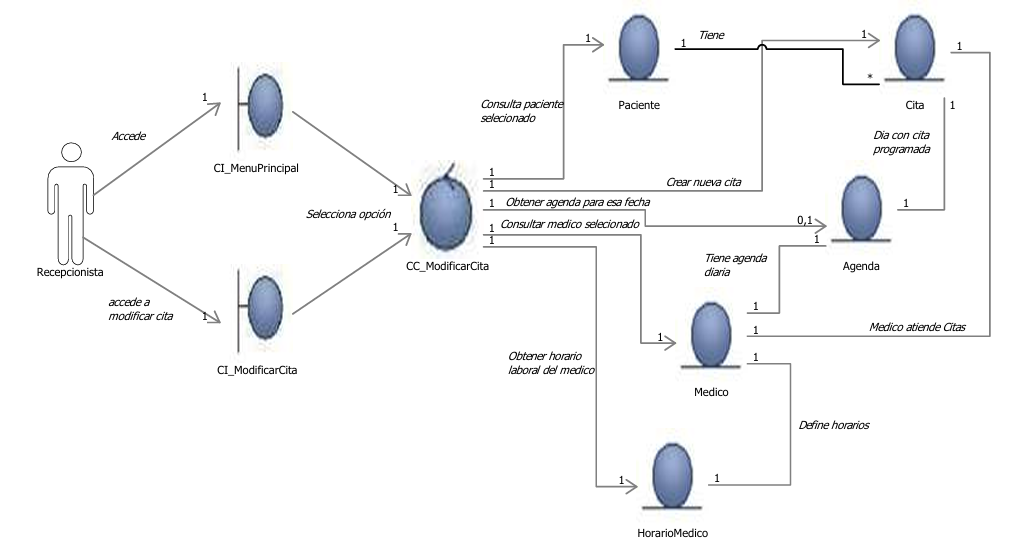 1
Tiene
1
1
*
1
Paciente
Cita
1
Consulta paciente
selecionado
1
Accede
Dia con cita
programada
CI_MenuPrincipal
1
1
Crear nueva cita
1
1
Obtener agenda para esa fecha
1
Selecciona opción
0,1
1
1
Consultar medico selecionado
1
1
CC_ModificarCita
Agenda
Recepcionista
Tiene agenda
diaria
accede a
modificar cita
1
1
1
Medico atiende Citas
1
1
CI_ModificarCita
Obtener horario
laboral del medico
Medico
Define horarios
1
1
HorarioMedico